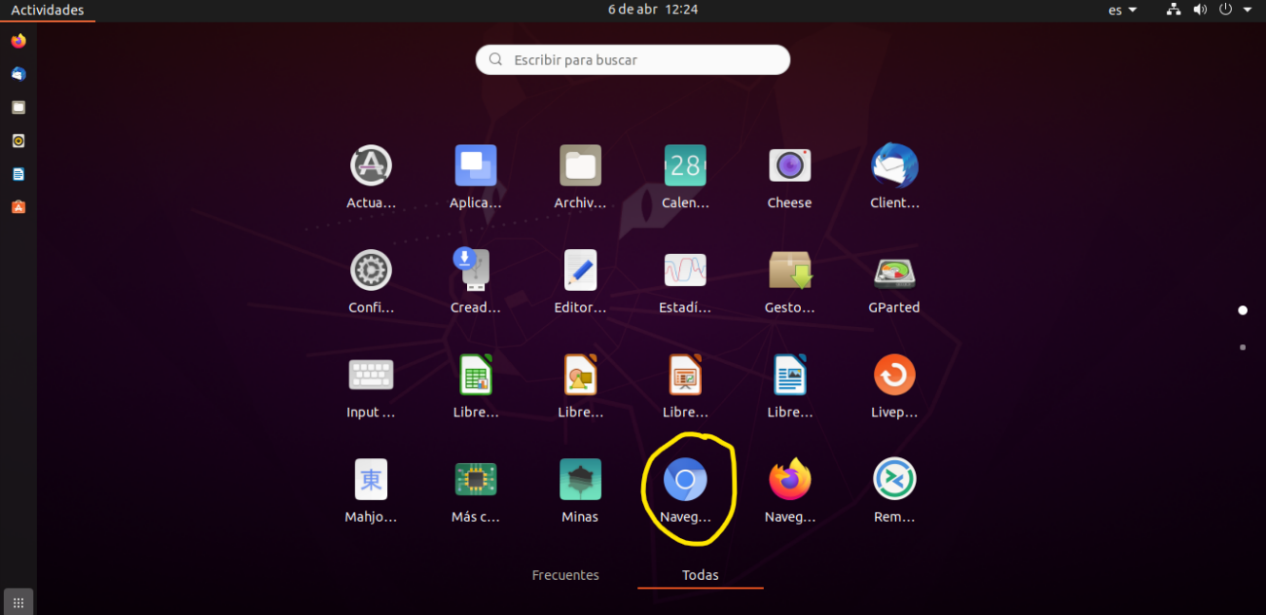 Actividades
6 de abr 12:24
es
Escribir para buscar
28
Actua...
Aplica...
Archiv...
Calen...
Cheese
Client...
Confi...
Cread...
Editor...
Estadí...
Gesto...
GParted
Input ...
Libre...
Libre...
Libre...
Libre...
Livep...
東
Mahjo...
Más c...
Minas
Naveg...
Naveg...
Rem...
Frecuentes
Todas